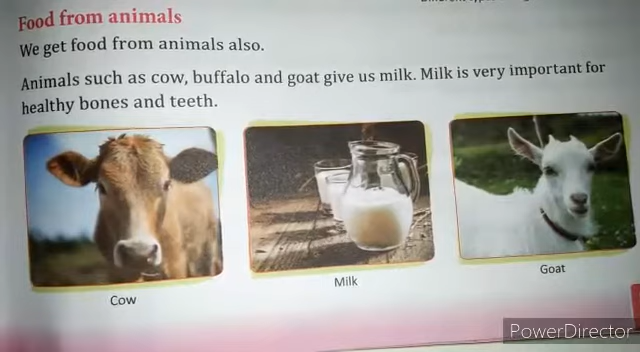 Food from animals
We get food from animals also.
Animals such as cow, buffalo and goat give us milk. Milk is very important for
healthy bones and teeth.
Cow
Milk
Goat
PowerDirector